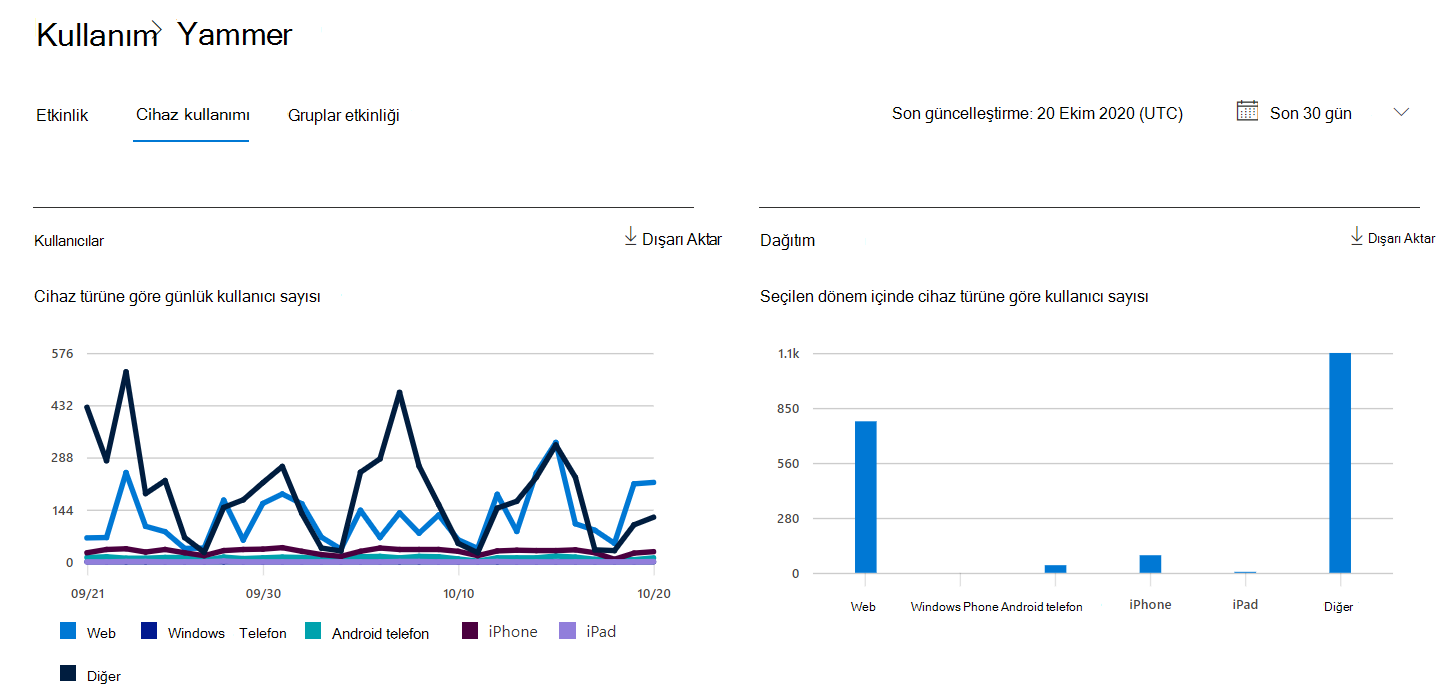 Kullanım Yammer
Etkinlik Cihaz kullanımı Gruplar etkinliği Son güncelleştirme: 20 Ekim 2020 (UTC) Son 30 gün
Kullanıcılar Dışarı Aktar
Cihaz türüne göre günlük kullanıcı sayısı
576
432
288
144
0
09/21 09/30 10/10 10/20
Web Windows Telefon Android telefon iPhone iPad
Diğer
Dağıtım Dışarı Aktar
Seçilen dönem içinde cihaz türüne göre kullanıcı sayısı
1.1k
850
560
280
0
Web Windows Phone Android telefon iPhone iPad Diğer